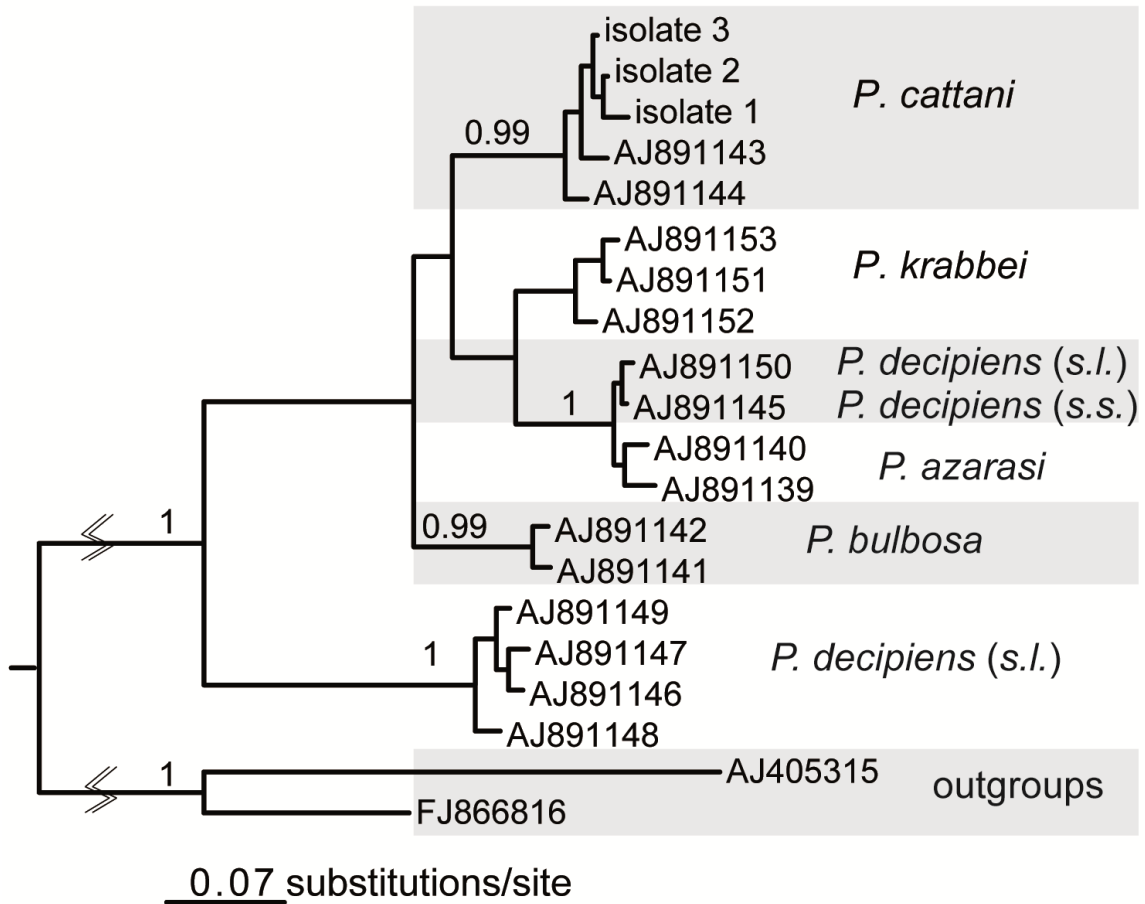 isolate 3
isolate 2
P. cattani
isolate 1
0.99
AJ891143
AJ891144
AJ891153
P. krabbei
AJ891151
AJ891152
AJ891150 P. decipiens (s.l.)
1 AJ891145 P. decipiens (s.s.)
AJ891140
P. azarasi
AJ891139
1 0.99 AJ891142
P. bulbosa
AJ891141
AJ891149
1 AJ891147 P. decipiens (s.l.)
AJ891146
AJ891148
1 AJ405315
outgroups
FJ866816
0.07 substitutions/site